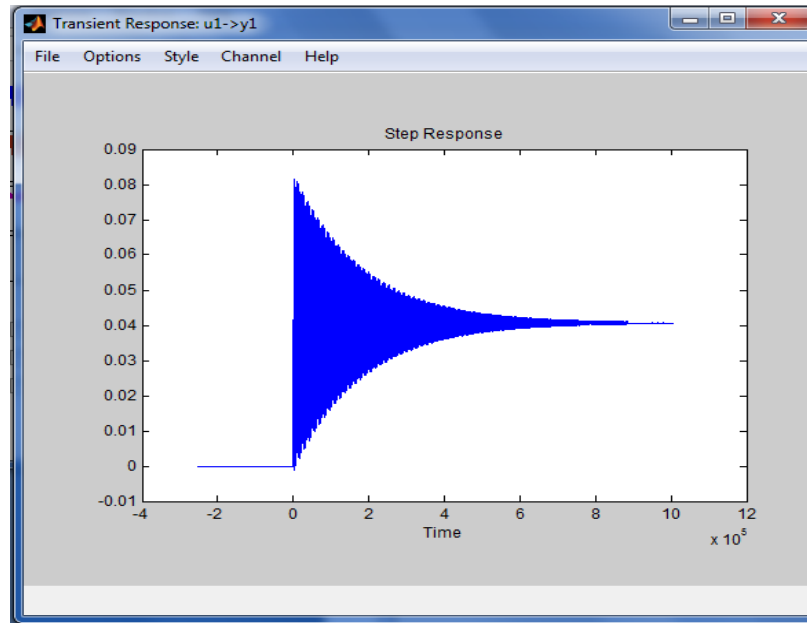 Transient Response: u1->y1
File Options Style Channel Help
Step Response
0.09
0.08
0.07
0.06
0.05
0.04
0.03
0.02
0.01
0
-0.01
-4 -2 0 2 4 6 8 10 12
Time
x 10^5